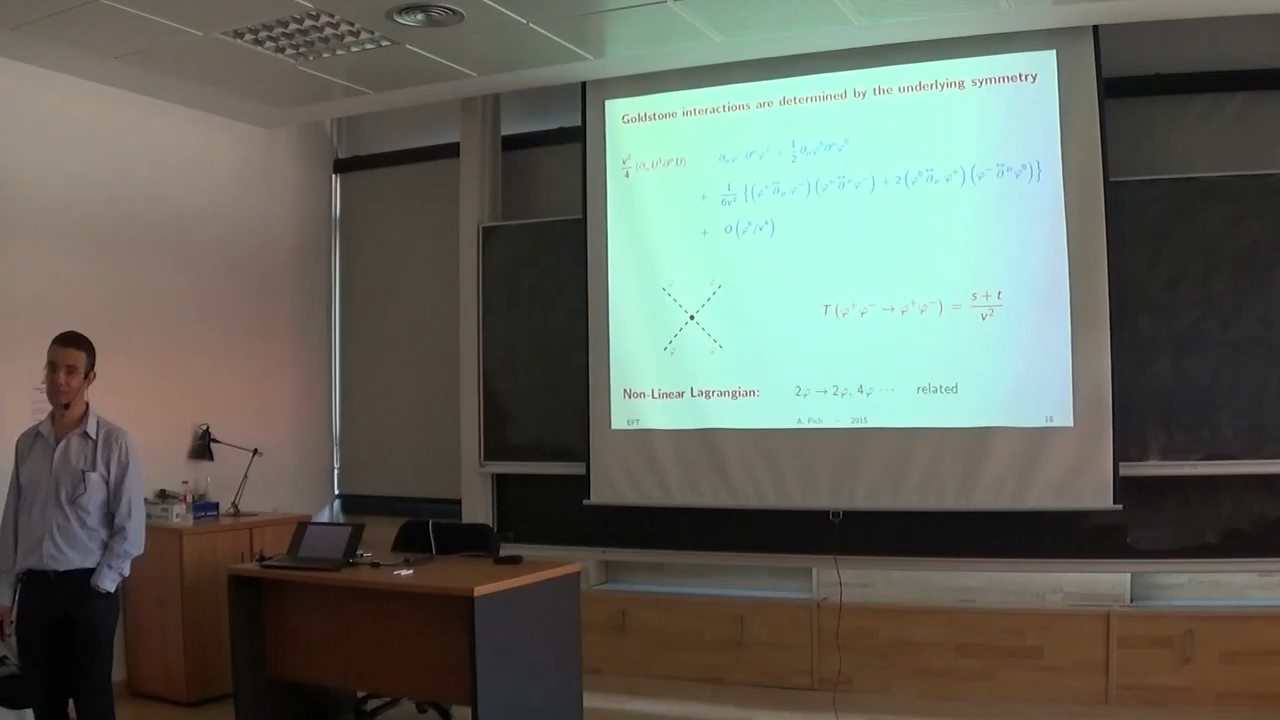 Goldstone interactions are determined by the underlying symmetry
v²/4 ⟨∂μU†∂μU⟩ ∂μφ⁻∂μφ⁺ + 1/2 ∂μφ⁰∂μφ⁰
+ 1/6v² {(φ⁺ ∂↔μ φ⁻)(φ⁺ ∂↔μ φ⁻) + 2(φ⁰ ∂↔μ φ⁺)(φ⁻ ∂↔μ φ⁰)}
+ O(φ⁶/v⁴)
φ φ
T(φ⁺φ⁻ → φ⁺φ⁻) = s + t / v²
φ φ
Non-Linear Lagrangian: 2φ → 2φ, 4φ ⋯ related
EFT A. Pich - 2015 18